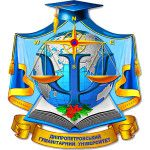 N
ДНІПРОПЕТРОВСЬКИЙ
ГУМАНІТАРНИЙ УНІВЕРСИТЕТ